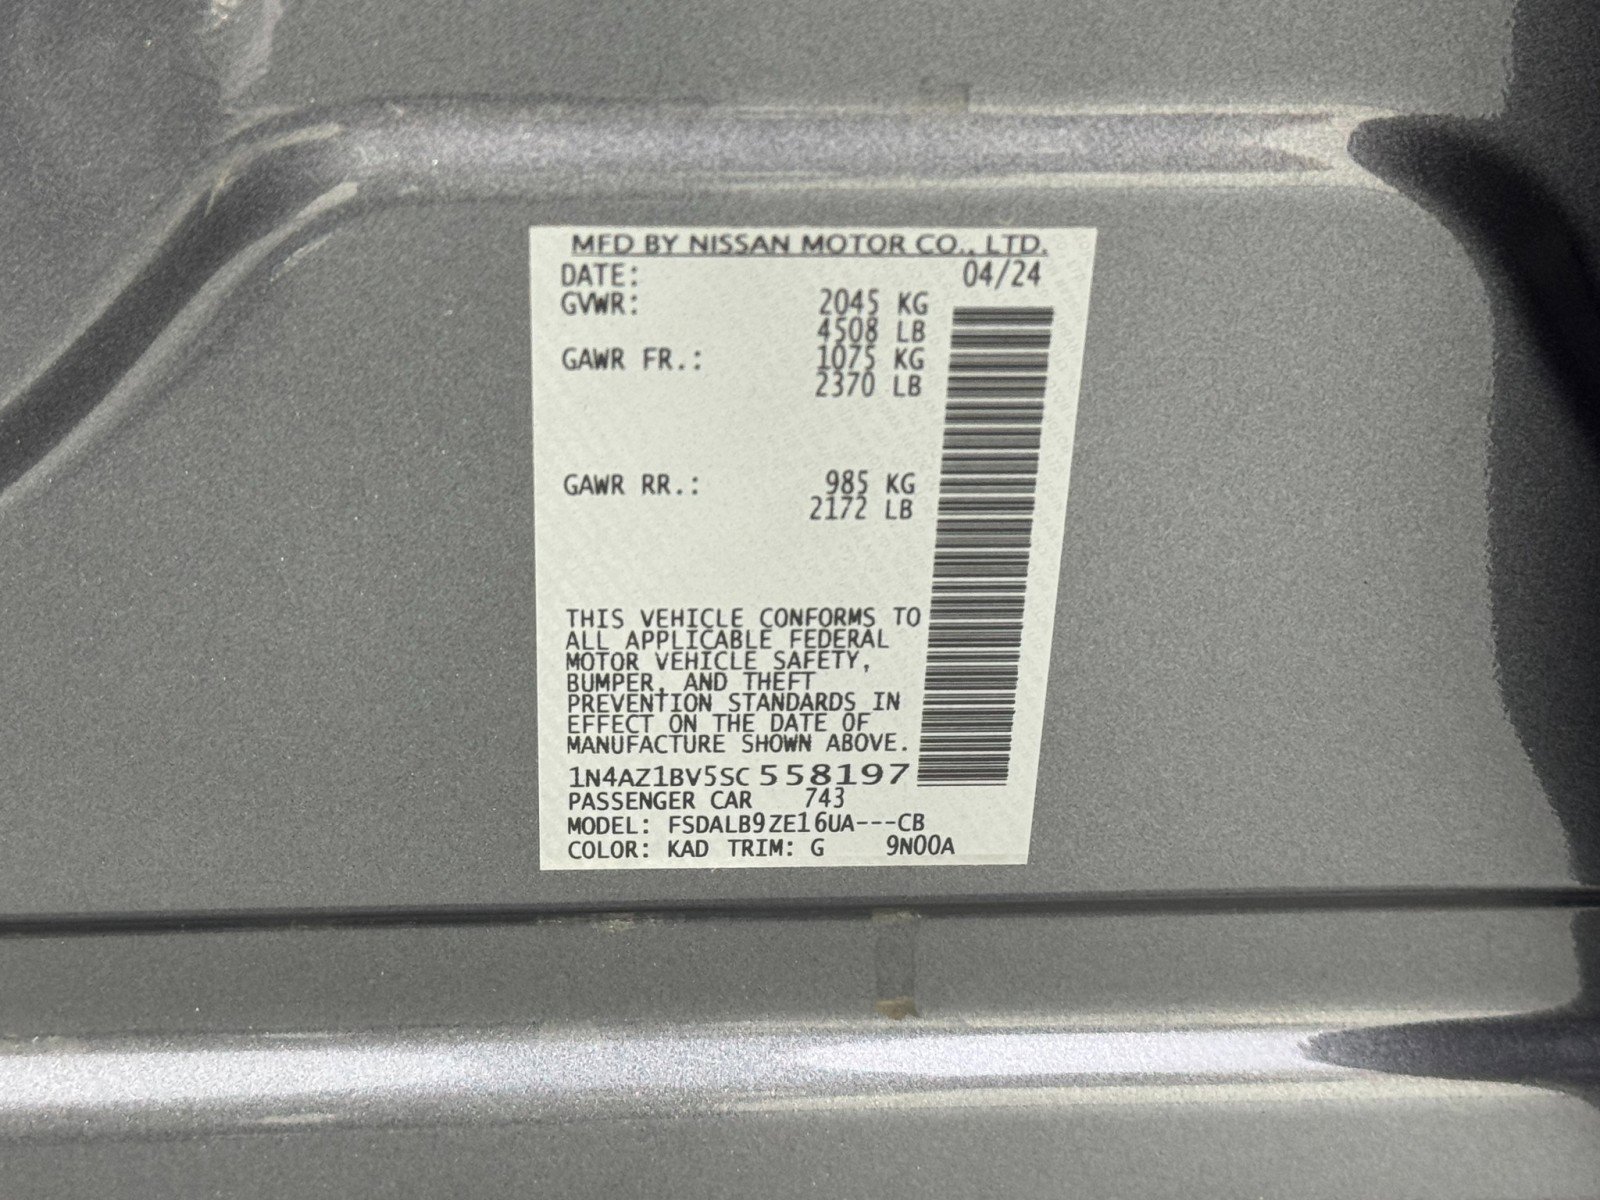 MFD BY NISSAN MOTOR CO., LTD.
DATE: 04/24
GVWR: 2045 KG
4508 LB
GAWR FR.: 1075 KG
2370 LB
GAWR RR.: 985 KG
2172 LB
THIS VEHICLE CONFORMS TO
ALL APPLICABLE FEDERAL
MOTOR VEHICLE SAFETY,
BUMPER, AND THEFT
PREVENTION STANDARDS IN
EFFECT ON THE DATE OF
MANUFACTURE SHOWN ABOVE.
1N4AZ1BV5SC558197
PASSENGER CAR 743
MODEL: FSDALB9ZE16UA---CB
COLOR: KAD TRIM: G 9N00A